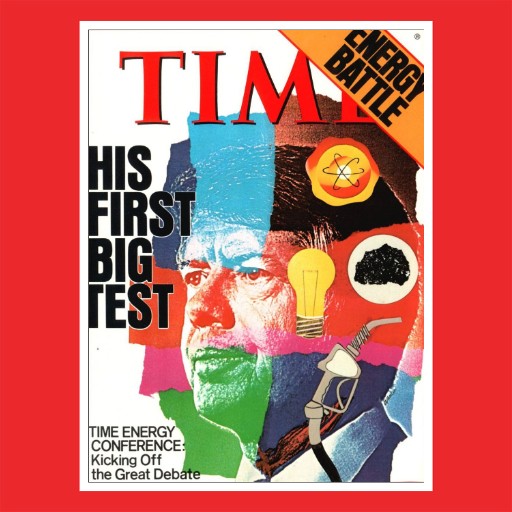 TIME
ENERGY
BATTLE
HIS
FIRST
BIG
TEST
TIME ENERGY
CONFERENCE:
Kicking Off
the Great Debate